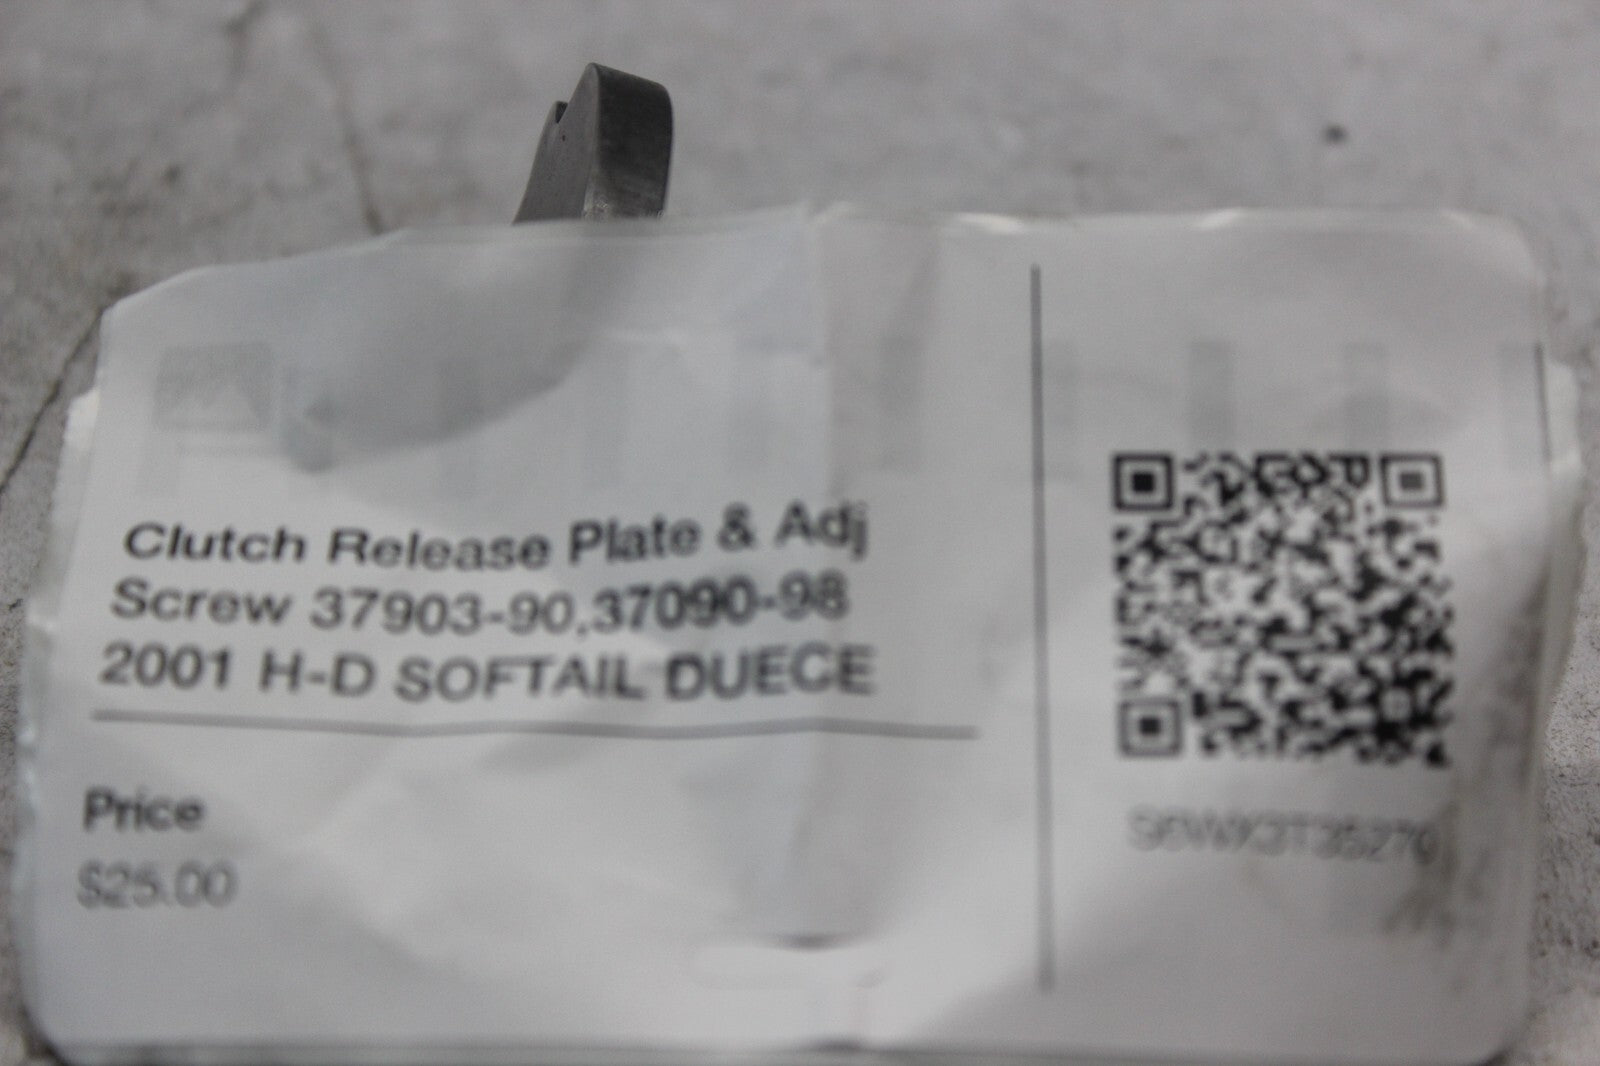 Clutch Release Plate & Adj
Screw 37903-90,37090-98
2001 H-D SOFTAIL DUECE
Price
$25.00